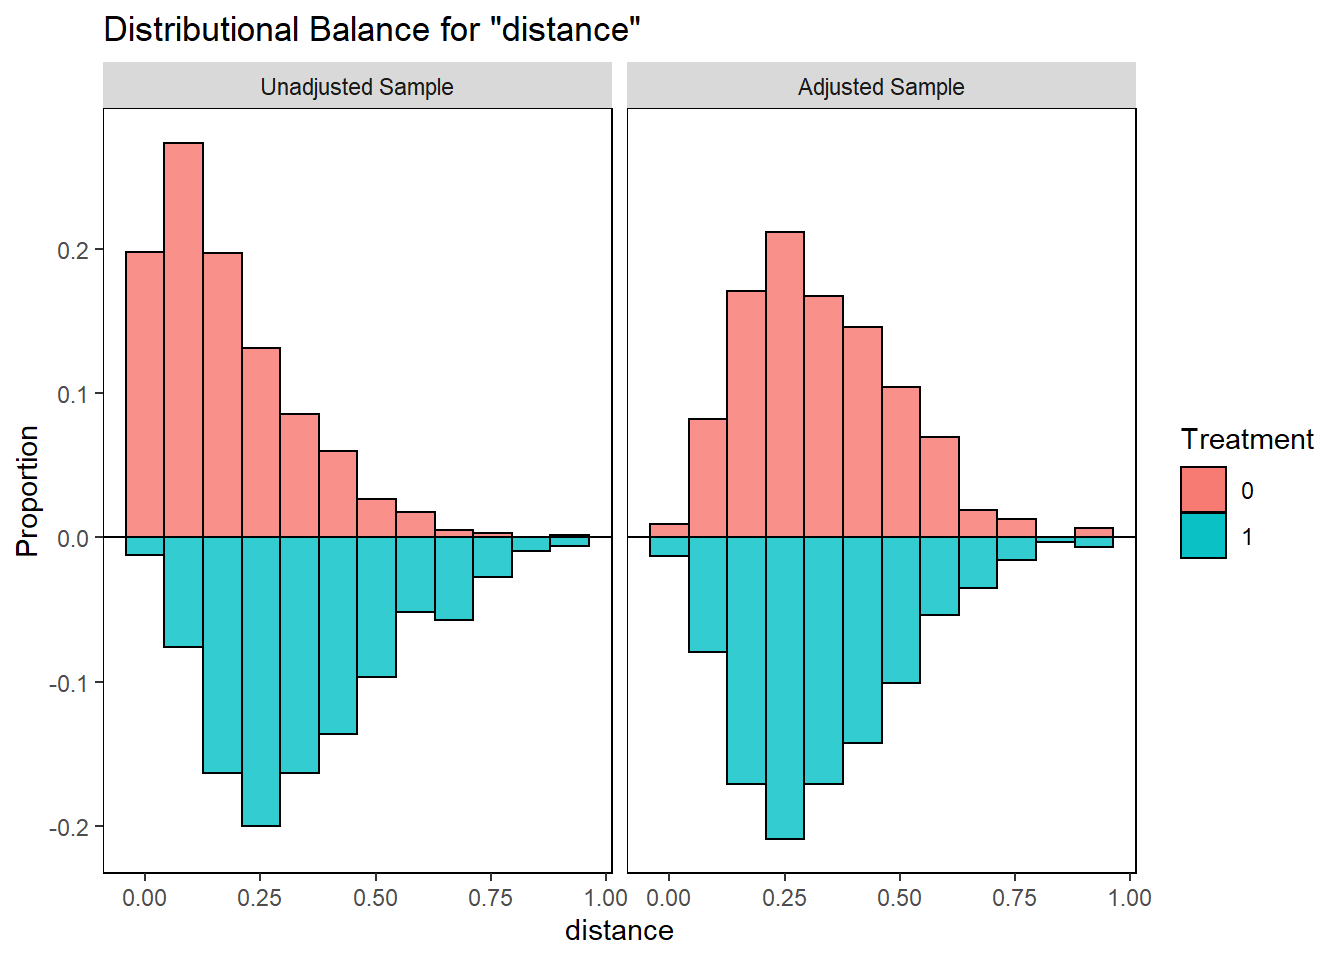 Distributional Balance for "distance"
Unadjusted Sample
Adjusted Sample
Proportion
0.2
0.1
0.0
-0.1
-0.2
0.00 0.25 0.50 0.75 1.00
0.00 0.25 0.50 0.75 1.00
distance
Treatment
0
1